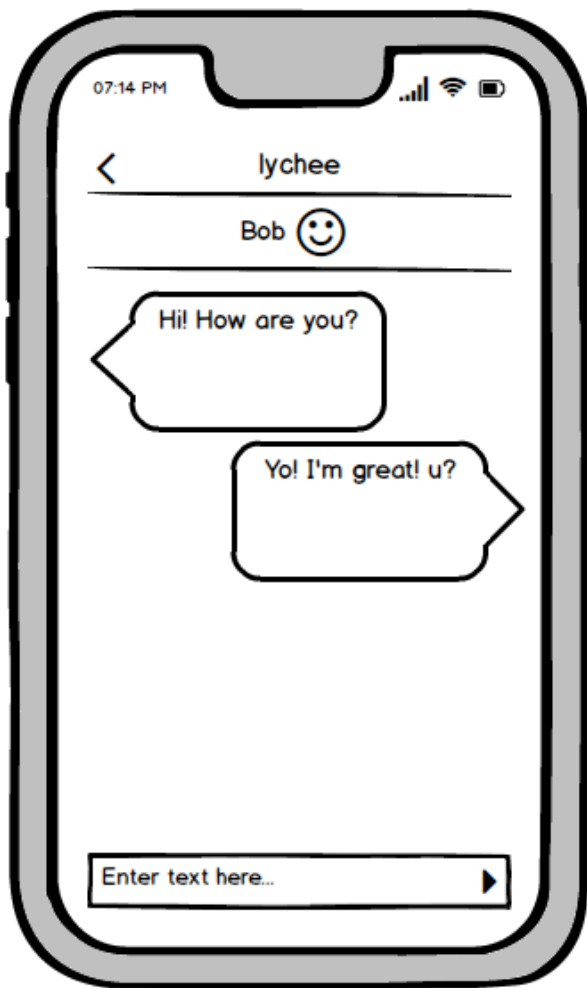 07:14 PM
lychee
Bob
Hi! How are you?
Yo! I'm great! u?
Enter text here...